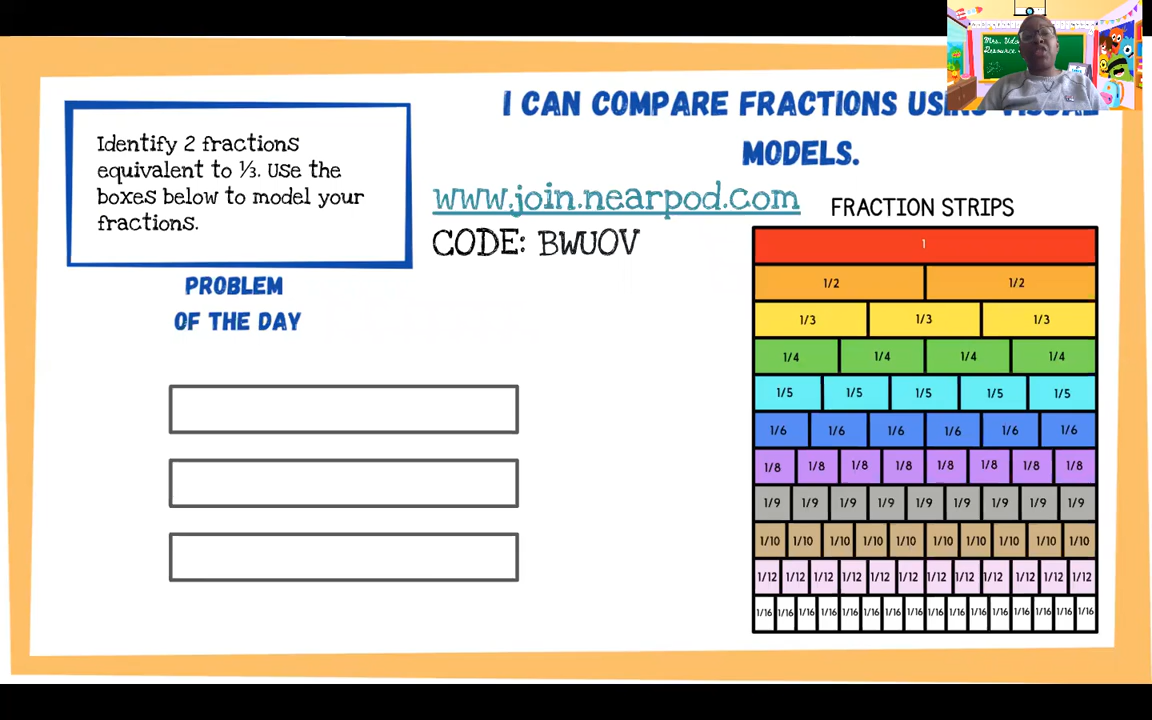 I CAN COMPARE FRACTIONS USING VISUAL
MODELS.
Identify 2 fractions
equivalent to ⅓. Use the
boxes below to model your
fractions.
PROBLEM
OF THE DAY
www.join.nearpod.com
CODE: BWUOV
FRACTION STRIPS
1
1/2 1/2
1/3 1/3 1/3
1/4 1/4 1/4 1/4
1/5 1/5 1/5 1/5 1/5
1/6 1/6 1/6 1/6 1/6 1/6
1/8 1/8 1/8 1/8 1/8 1/8 1/8 1/8
1/9 1/9 1/9 1/9 1/9 1/9 1/9 1/9 1/9
1/10 1/10 1/10 1/10 1/10 1/10 1/10 1/10 1/10 1/10
1/12 1/12 1/12 1/12 1/12 1/12 1/12 1/12 1/12 1/12 1/12 1/12
1/16 1/16 1/16 1/16 1/16 1/16 1/16 1/16 1/16 1/16 1/16 1/16 1/16 1/16 1/16 1/16
Mrs.